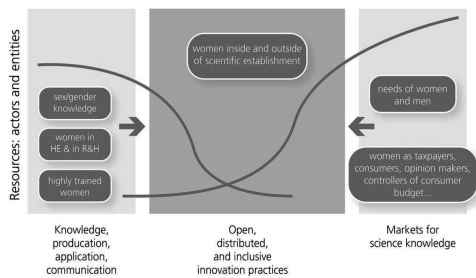 Resources: actors and entities
sex/gender
knowledge
women in
HE & in R&H
highly trained
women
women inside and outside
of scientific establishment
needs of women
and men
women as taxpayers,
consumers, opinion makers,
controllers of consumer
budget...
Knowledge,
producation,
application,
communication
Open,
distributed,
and inclusive
innovation practices
Markets for
science knowledge